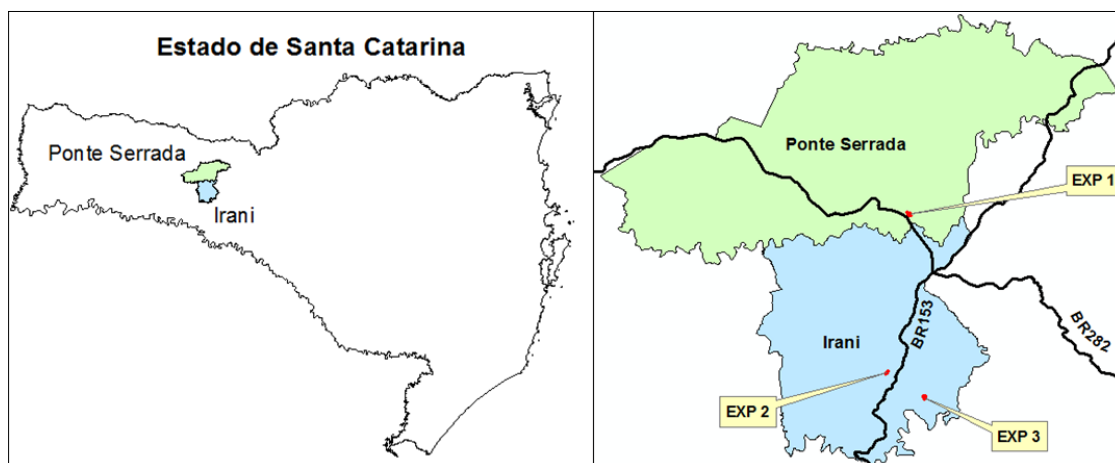 Estado de Santa Catarina
Ponte Serrada
Irani
Ponte Serrada
EXP 1
Irani
BR153
BR282
EXP 2
EXP 3